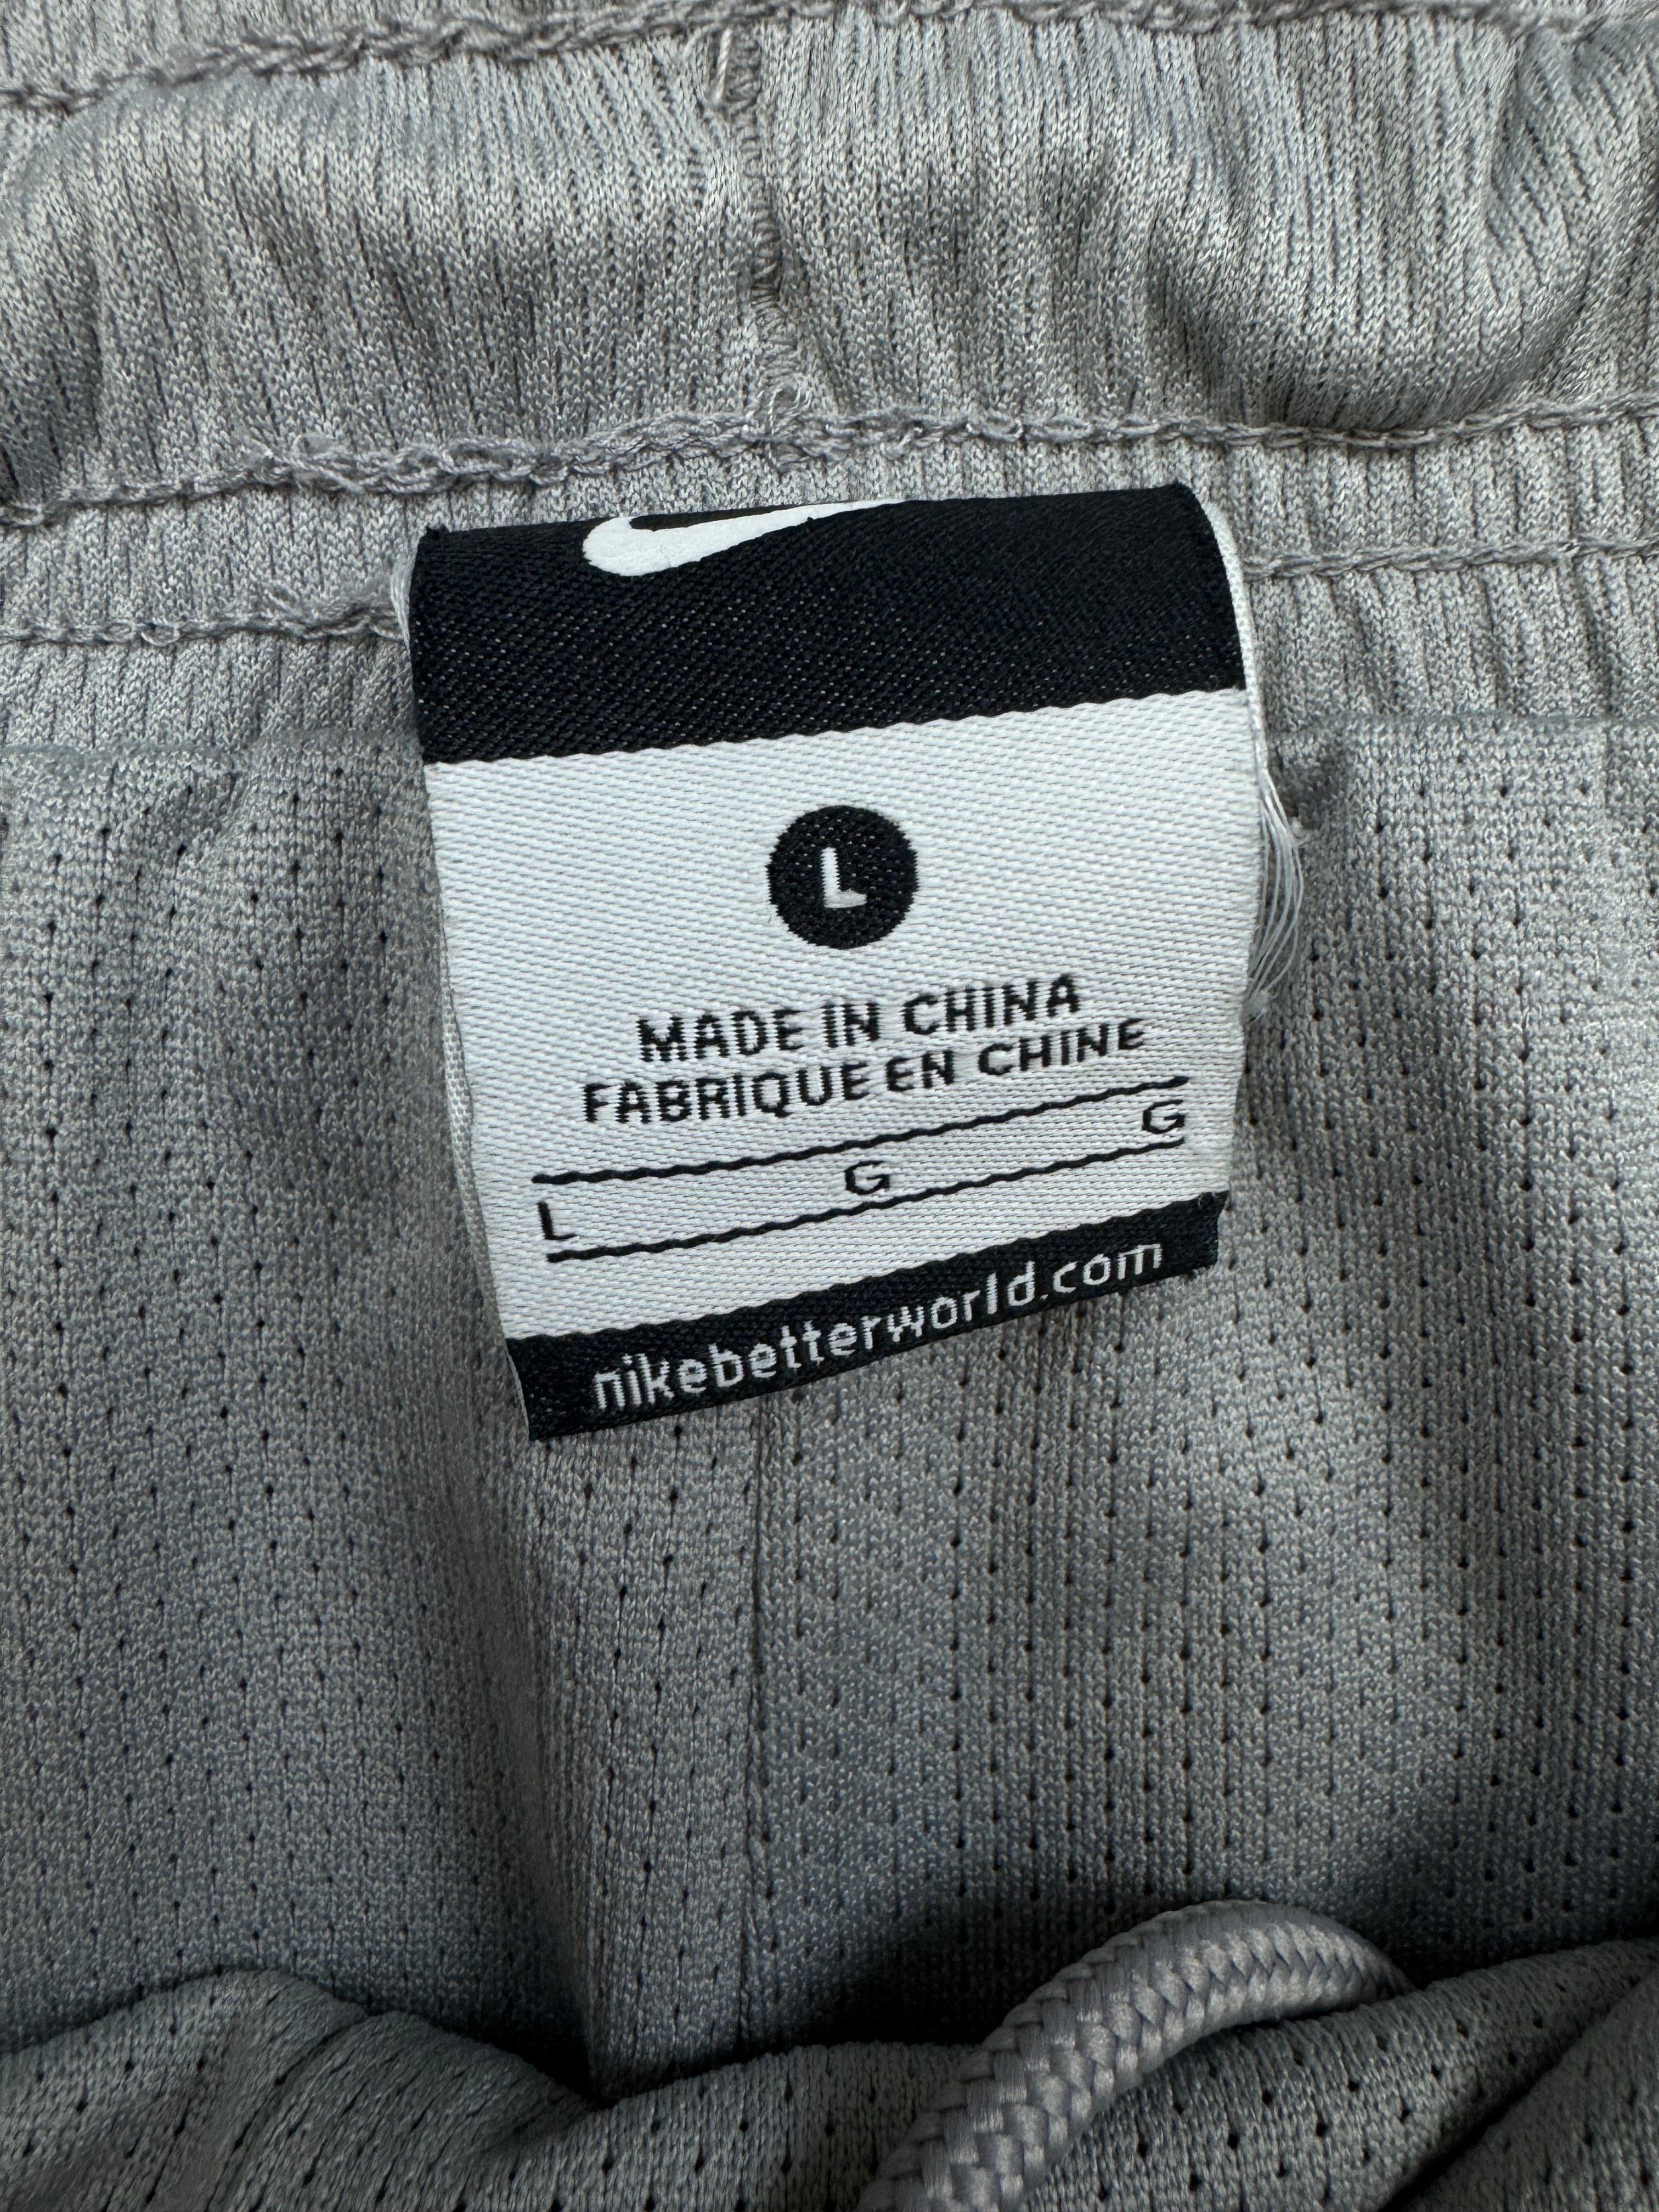 L
MADE IN CHINA
FABRIQUE EN CHINE
L G G
nikebetterworld.com